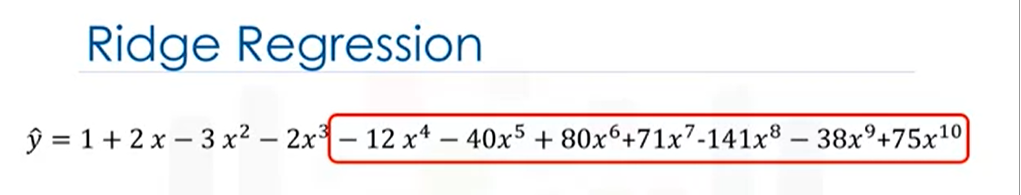 Ridge Regression
ŷ = 1 + 2 x − 3 x² − 2x³ − 12 x⁴ − 40x⁵ + 80x⁶+71x⁷-141x⁸ − 38x⁹+75x¹⁰